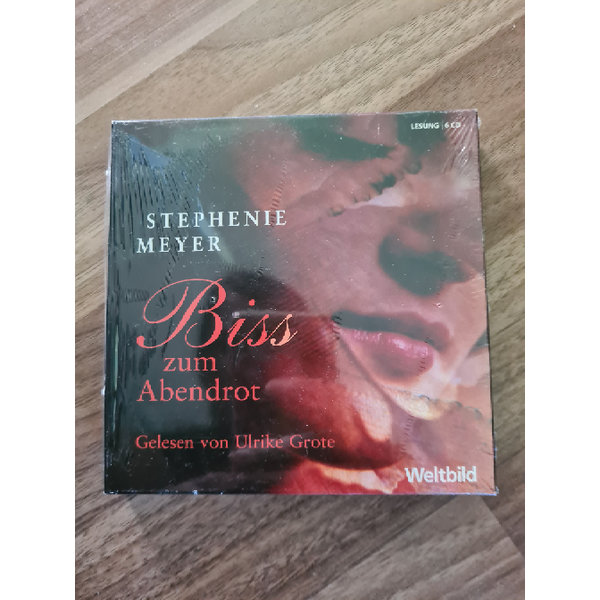 LESUNG | 6 CD
STEPHENIE
MEYER
Biss
zum
Abendrot
Gelesen von Ulrike Grote
Weltbild